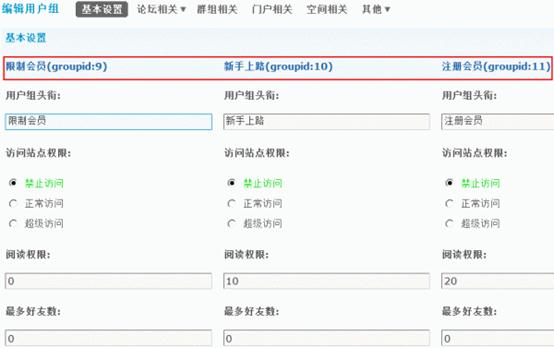 编辑用户组 基本设置 论坛相关 群组相关 门户相关 空间相关 其他
基本设置
限制会员(groupid:9) 新手上路(groupid:10) 注册会员(groupid:11)
用户组头衔: 用户组头衔: 用户组头衔:
限制会员 新手上路 注册会员
访问站点权限: 访问站点权限: 访问站点权限:
禁止访问 禁止访问 禁止访问
正常访问 正常访问 正常访问
超级访问 超级访问 超级访问
阅读权限: 阅读权限: 阅读权限:
0 10 20
最多好友数: 最多好友数: 最多好友数:
0 0 0